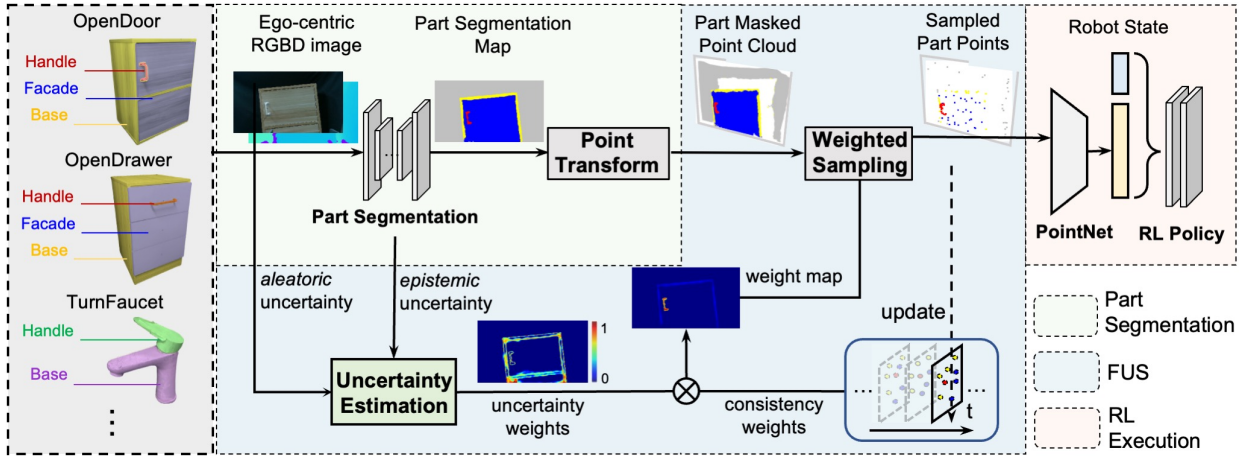 OpenDoor
Handle
Facade
Base
OpenDrawer
Handle
Facade
Base
TurnFaucet
Handle
Base
Ego-centric
RGBD image
Part Segmentation
Map
Part Segmentation
Point
Transform
Part Masked
Point Cloud
Sampled
Part Points
Weighted
Sampling
Robot State
PointNet
RL Policy
aleatoric
uncertainty
epistemic
uncertainty
Uncertainty
Estimation
1
0
uncertainty
weights
weight map
consistency
weights
update
t
Part
Segmentation
FUS
RL
Execution